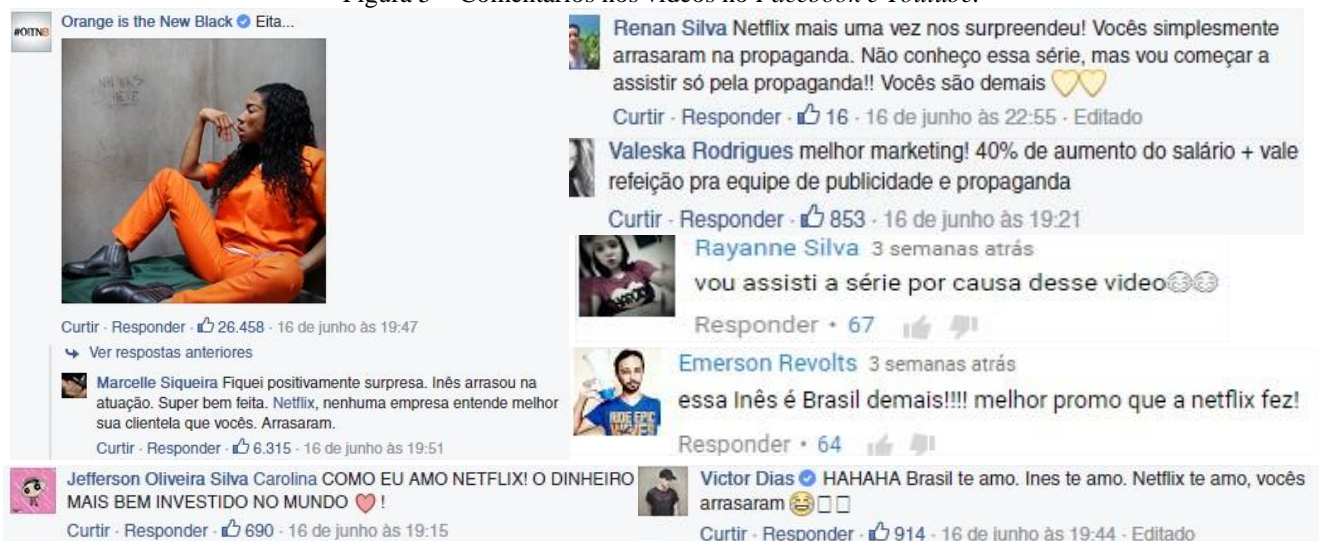 Figura 3 – Comentários nos vídeos no Facebook e Youtube.
#OITNB
Orange is the New Black Eita...
Curtir · Responder · 26.458 · 16 de junho às 19:47
Ver respostas anteriores
Marcelle Siqueira Fiquei positivamente surpresa. Inês arrasou na
atuação. Super bem feita. Netflix, nenhuma empresa entende melhor
sua clientela que vocês. Arrasaram.
Curtir · Responder · 6.315 · 16 de junho às 19:51
Jefferson Oliveira Silva Carolina COMO EU AMO NETFLIX! O DINHEIRO
MAIS BEM INVESTIDO NO MUNDO !
Curtir · Responder · 690 · 16 de junho às 19:15
Renan Silva Netflix mais uma vez nos surpreendeu! Vocês simplesmente
arrasaram na propaganda. Não conheço essa série, mas vou começar a
assistir só pela propaganda!! Vocês são demais
Curtir · Responder · 16 · 16 de junho às 22:55 · Editado
Valeska Rodrigues melhor marketing! 40% de aumento do salário + vale
refeição pra equipe de publicidade e propaganda
Curtir · Responder · 853 · 16 de junho às 19:21
Rayanne Silva 3 semanas atrás
vou assisti a série por causa desse video
Responder • 67
Emerson Revolts 3 semanas atrás
essa Inês é Brasil demais!!!! melhor promo que a netflix fez!
Responder • 64
Victor Dias HAHAHA Brasil te amo. Ines te amo. Netflix te amo, vocês
arrasaram
Curtir · Responder · 914 · 16 de junho às 19:44 · Editado